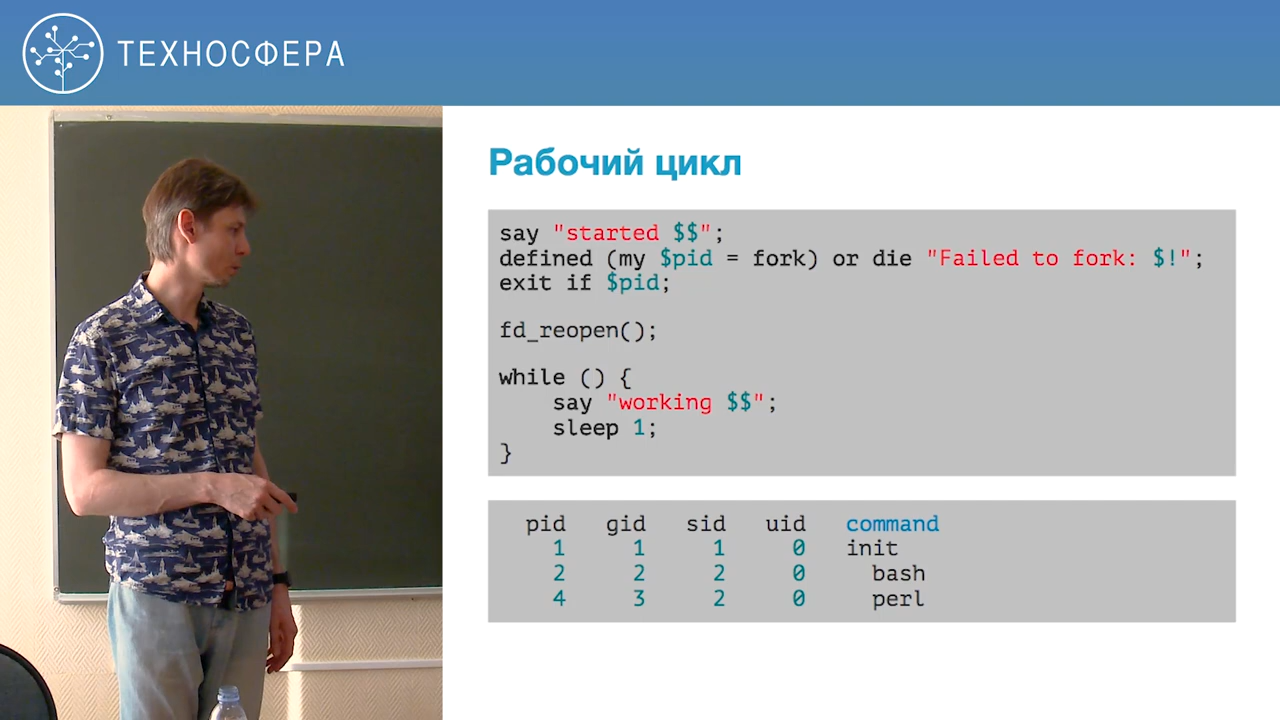 ТЕХНОСФЕРА
Рабочий цикл
say "started $$";
defined (my $pid = fork) or die "Failed to fork: $!";
exit if $pid;
fd_reopen();
while () {
    say "working $$";
    sleep 1;
}
pid gid sid uid command
1 1 1 0 init
2 2 2 0 bash
4 3 2 0 perl